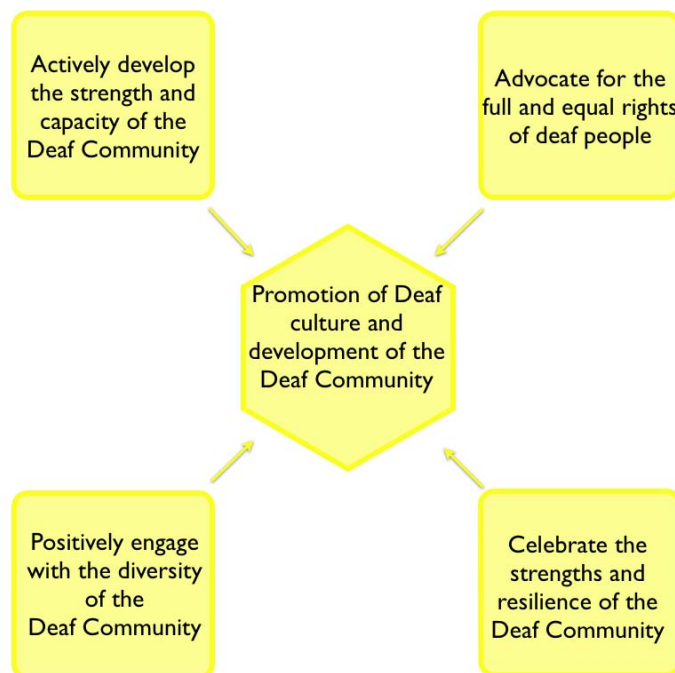 Actively develop
the strength and
capacity of the
Deaf Community
Advocate for the
full and equal rights
of deaf people
Promotion of Deaf
culture and
development of the
Deaf Community
Positively engage
with the diversity
of the
Deaf Community
Celebrate the
strengths and
resilience of the
Deaf Community